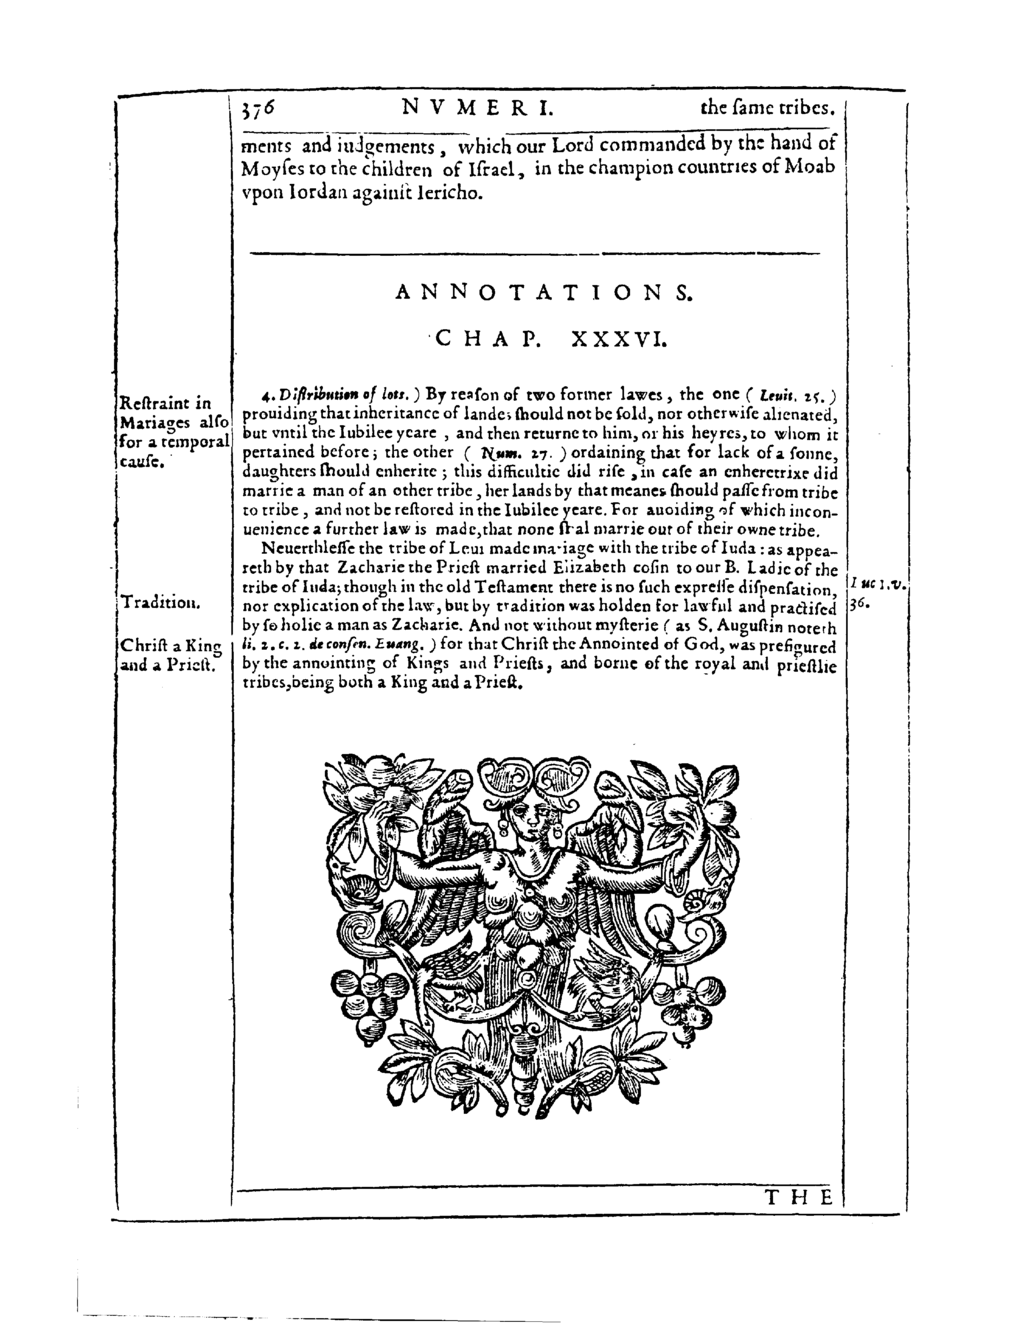 376 NVMERI. the ſame tribes.
ments and iudgements, which our Lord commanded by the hand of
Moyſes to the children of Iſrael, in the champion countries of Moab
vpon Iordan againſt Iericho.
ANNOTATIONS.
CHAP. XXXVI.
Reſtraint in
Mariages alſo
for a temporal
cauſe.
4. Diſtribution of lots.) By reaſon of two former lawes, the one (Leuit. 25.)
prouiding that inheritance of landes ſhould not be ſold, nor otherwiſe alienated,
but vntil the Iubilee yeare, and then returne to him, or his heyres, to whom it
pertained before; the other (Num. 27.) ordaining that for lack of a ſonne,
daughters ſhould enherite; this difficultie did riſe, in caſe an enheretrixe did
marrie a man of an other tribe, her lands by that meanes ſhould paſſe from tribe
to tribe, and not be reſtored in the Iubilee yeare. For auoiding of which incon-
uenience a further law is made, that none ſhal marrie out of their owne tribe.
Neuertheleſſe the tribe of Leui made mariage with the tribe of Iuda: as appea-
reth by that Zacharie the Prieſt married Elizabeth coſin to our B. Ladie of the
tribe of Iuda; though in the old Teſtament there is no ſuch expreſſe diſpenſation,
nor explication of the law, but by tradition was holden for lawful and practiſed
by ſo holie a man as Zacharie. And not without myſterie (as S. Auguſtin noteth
li. 2. c. 2. de conſen. Euang.) for that Chriſt the Annointed of God, was prefigured
by the annointing of Kings and Prieſts, and borne of the royal and prieſtlie
tribes, being both a King and a Prieſt.
Tradition.
Chriſt a King
and a Prieſt.
Luc 1. v.
36.
THE